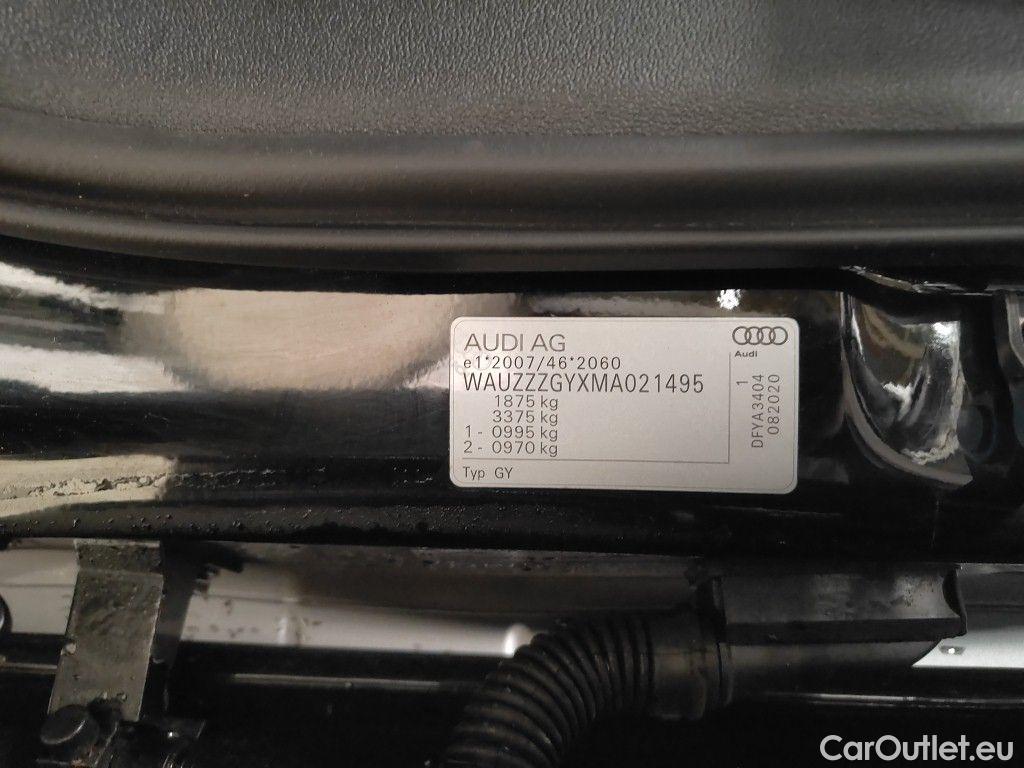 AUDI AG
Audi
e1*2007/46*2060
WAUZZZGYXMA021495
1875 kg
3375 kg
1 - 0995 kg
2 - 0970 kg
Typ GY
1
DFYA3404
082020
CarOutlet.eu